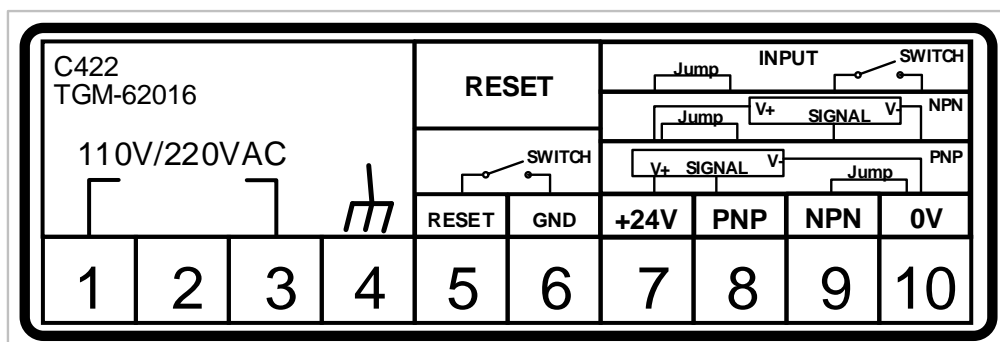 C422
TGM-62016
110V/220VAC
RESET
SWITCH
RESET GND
INPUT
Jump SWITCH
V+ SIGNAL V- NPN
Jump
V+ SIGNAL V- PNP
Jump
+24V PNP NPN 0V
1 2 3 4 5 6 7 8 9 10